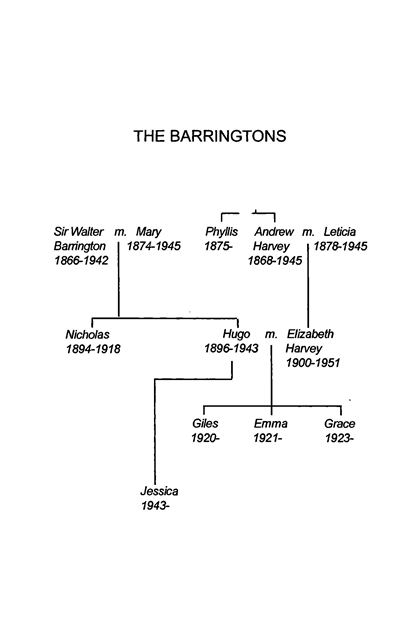 THE BARRINGTONS
Sir Walter m. Mary Phyllis Andrew m. Leticia
Barrington 1874-1945 1875- Harvey 1878-1945
1866-1942 1868-1945
Nicholas Hugo m. Elizabeth
1894-1918 1896-1943 Harvey
1900-1951
Giles Emma Grace
1920- 1921- 1923-
Jessica
1943-